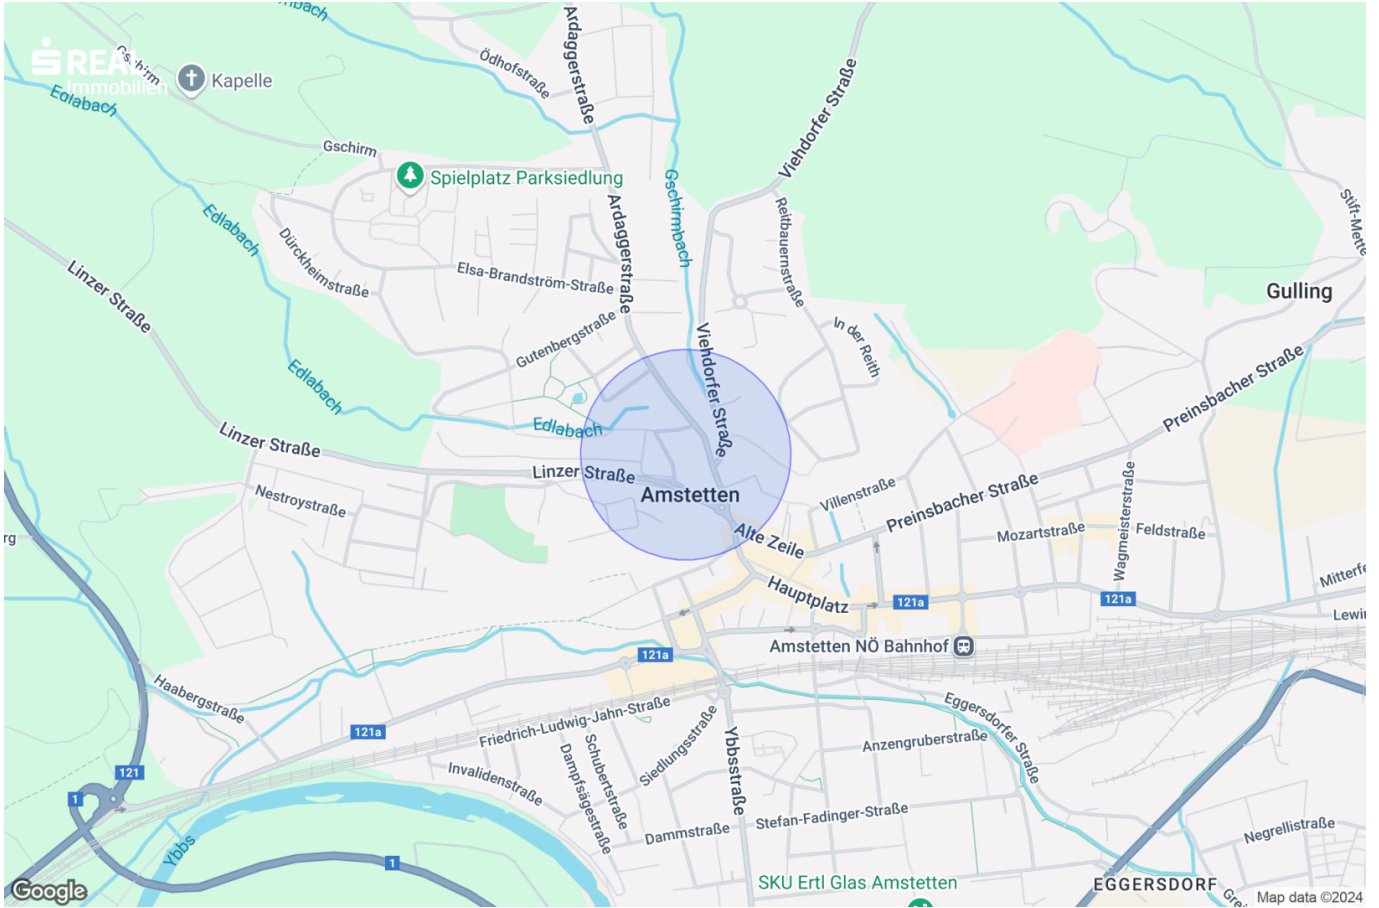 Edlabach
Ardaggerstraße
Ödhofstraße
S REAL
Immobilien
Gschirm
Kapelle
Edlabach
Viehdorfer Straße
Gschirm
Spielplatz Parksiedlung
Gschirmbach
Ardaggerstraße
Reitbauernstraße
Stift-Mette
Edlabach
Dürckheimstraße
Linzer Straße
Elsa-Brandström-Straße
Gulling
Gutenbergstraße
Viehdorfer Straße
In der Reith
Preinsbacher Straße
Edlabach
Edlabach
Linzer Straße
Linzer Straße
Amstetten
Nestroystraße
Villenstraße
Preinsbacher Straße
Wagmeisterstraße
Alte Zeile
Mozartstraße
Feldstraße
rg
Hauptplatz
121a
121a
Mitterfe
Lewin
Amstetten NÖ Bahnhof
121a
Haabergstraße
Friedrich-Ludwig-Jahn-Straße
121a
Ybbsstraße
Eggersdorfer Straße
Anzengruberstraße
Siedlungsstraße
Schubertstraße
Dampfsägestraße
Invalidenstraße
121
1
Stefan-Fadinger-Straße
Dammstraße
Negrellistraße
Ybbs
1
SKU Ertl Glas Amstetten
EGGERSDORF
Grei
Google
Map data ©2024